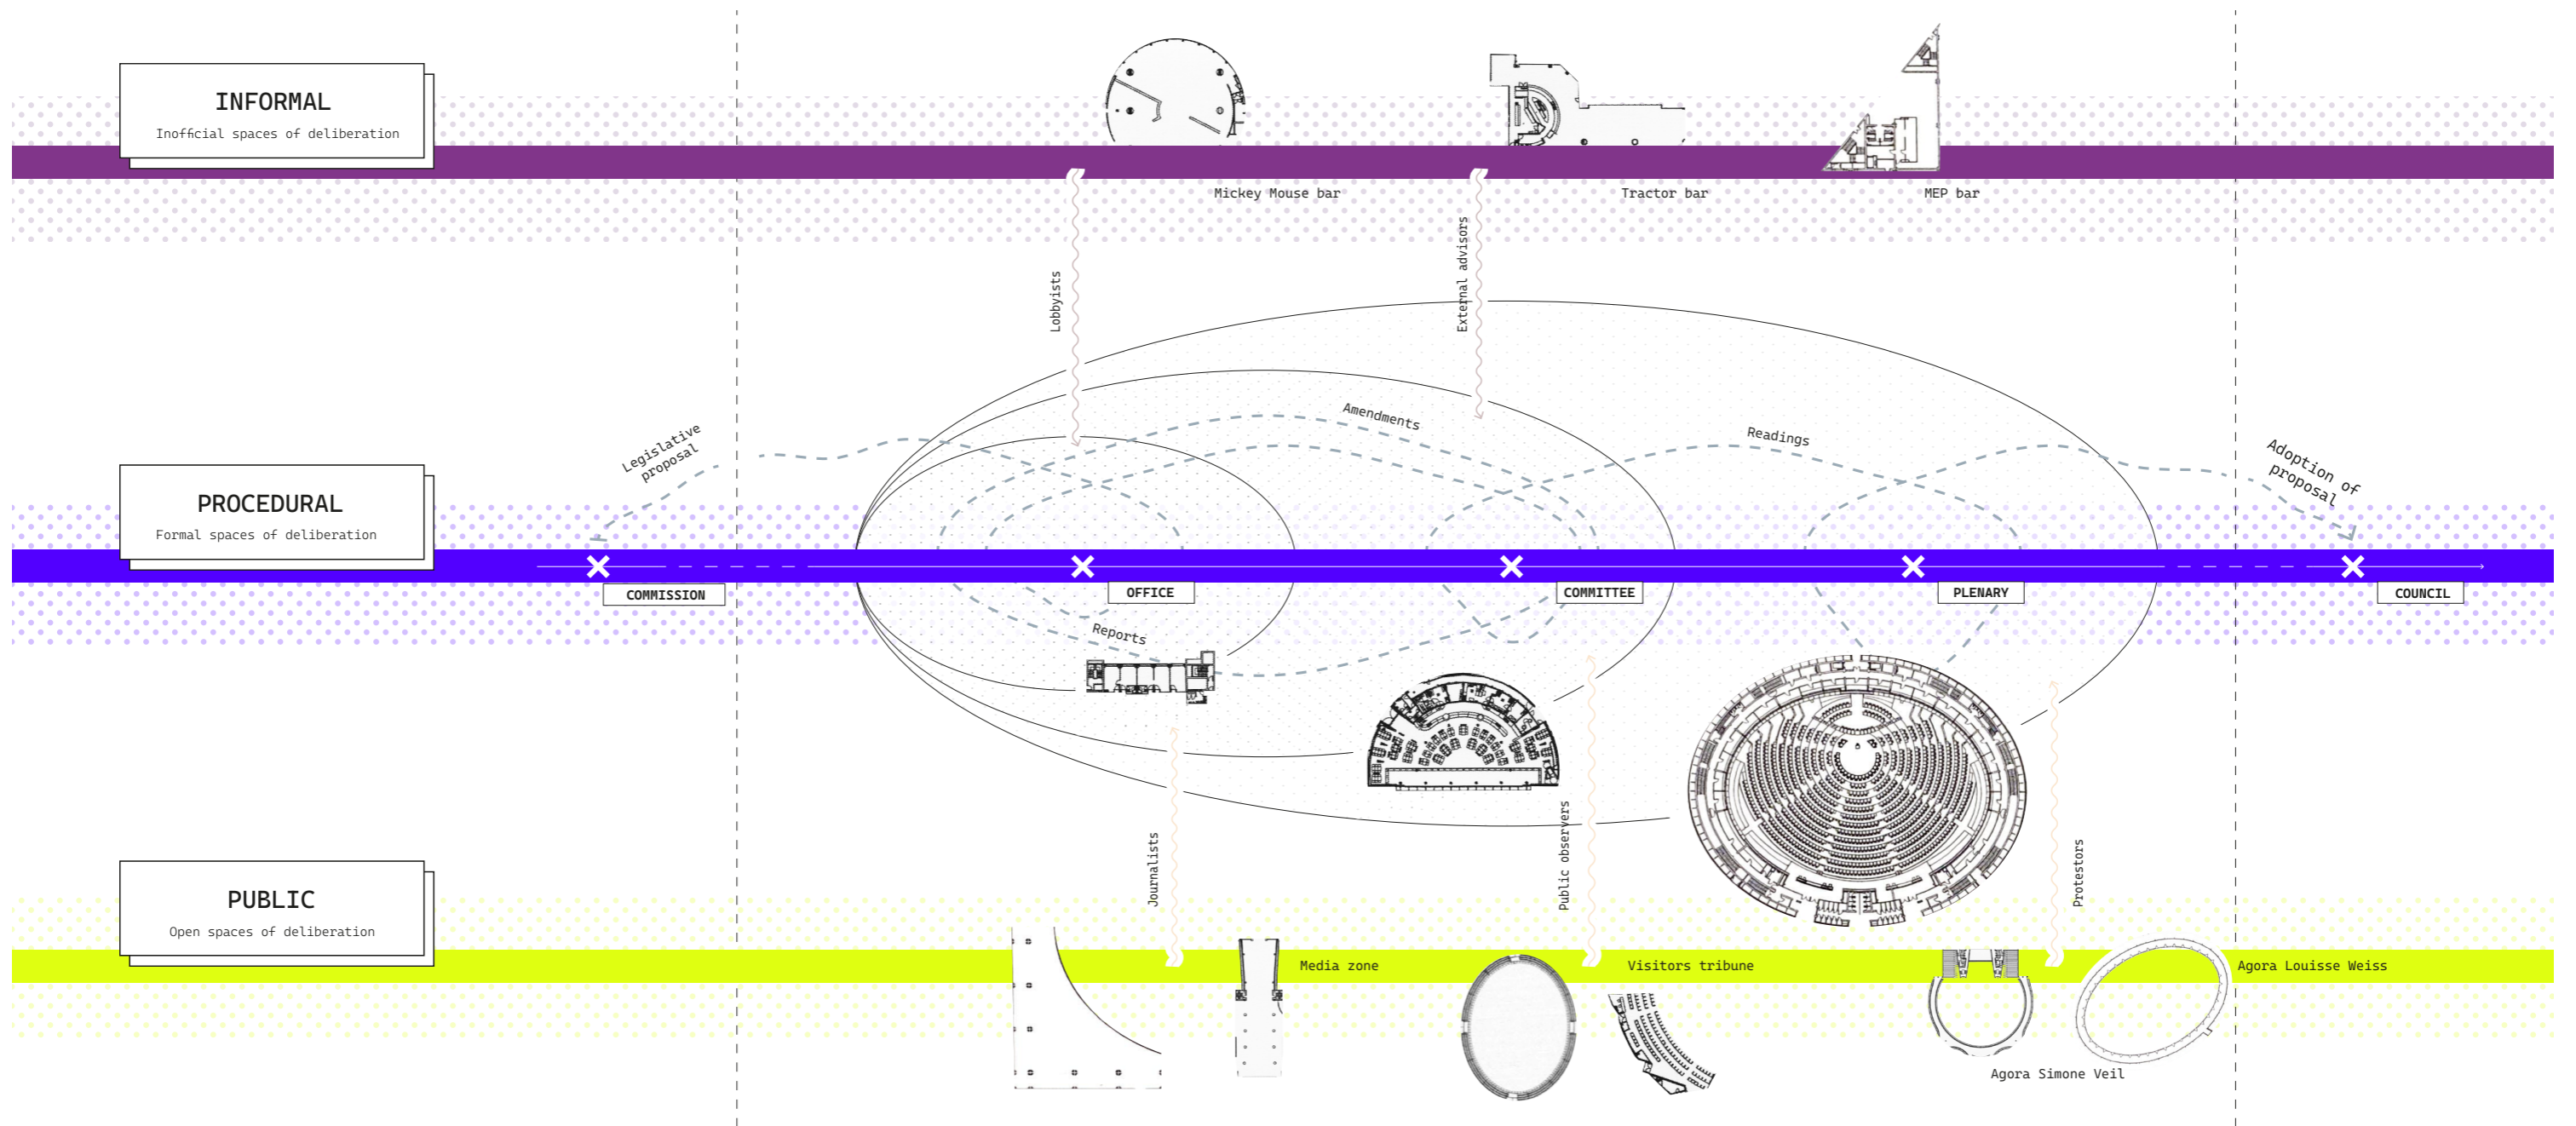 INFORMAL
Inofficial spaces of deliberation
Mickey Mouse bar
Tractor bar
MEP bar
Lobbyists
External advisors
Legislative
proposal
Amendments
Readings
Adoption of
proposal
PROCEDURAL
Formal spaces of deliberation
COMMISSION
OFFICE
COMMITTEE
PLENARY
COUNCIL
Reports
Journalists
Public observers
Protestors
PUBLIC
Open spaces of deliberation
Media zone
Visitors tribune
Agora Louisse Weiss
Agora Simone Veil